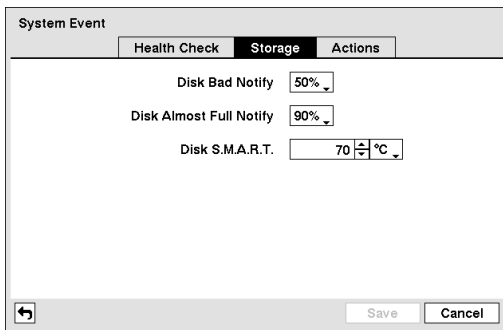 System Event
Health Check Storage Actions
Disk Bad Notify 50%
Disk Almost Full Notify 90%
Disk S.M.A.R.T. 70 °C
Save Cancel